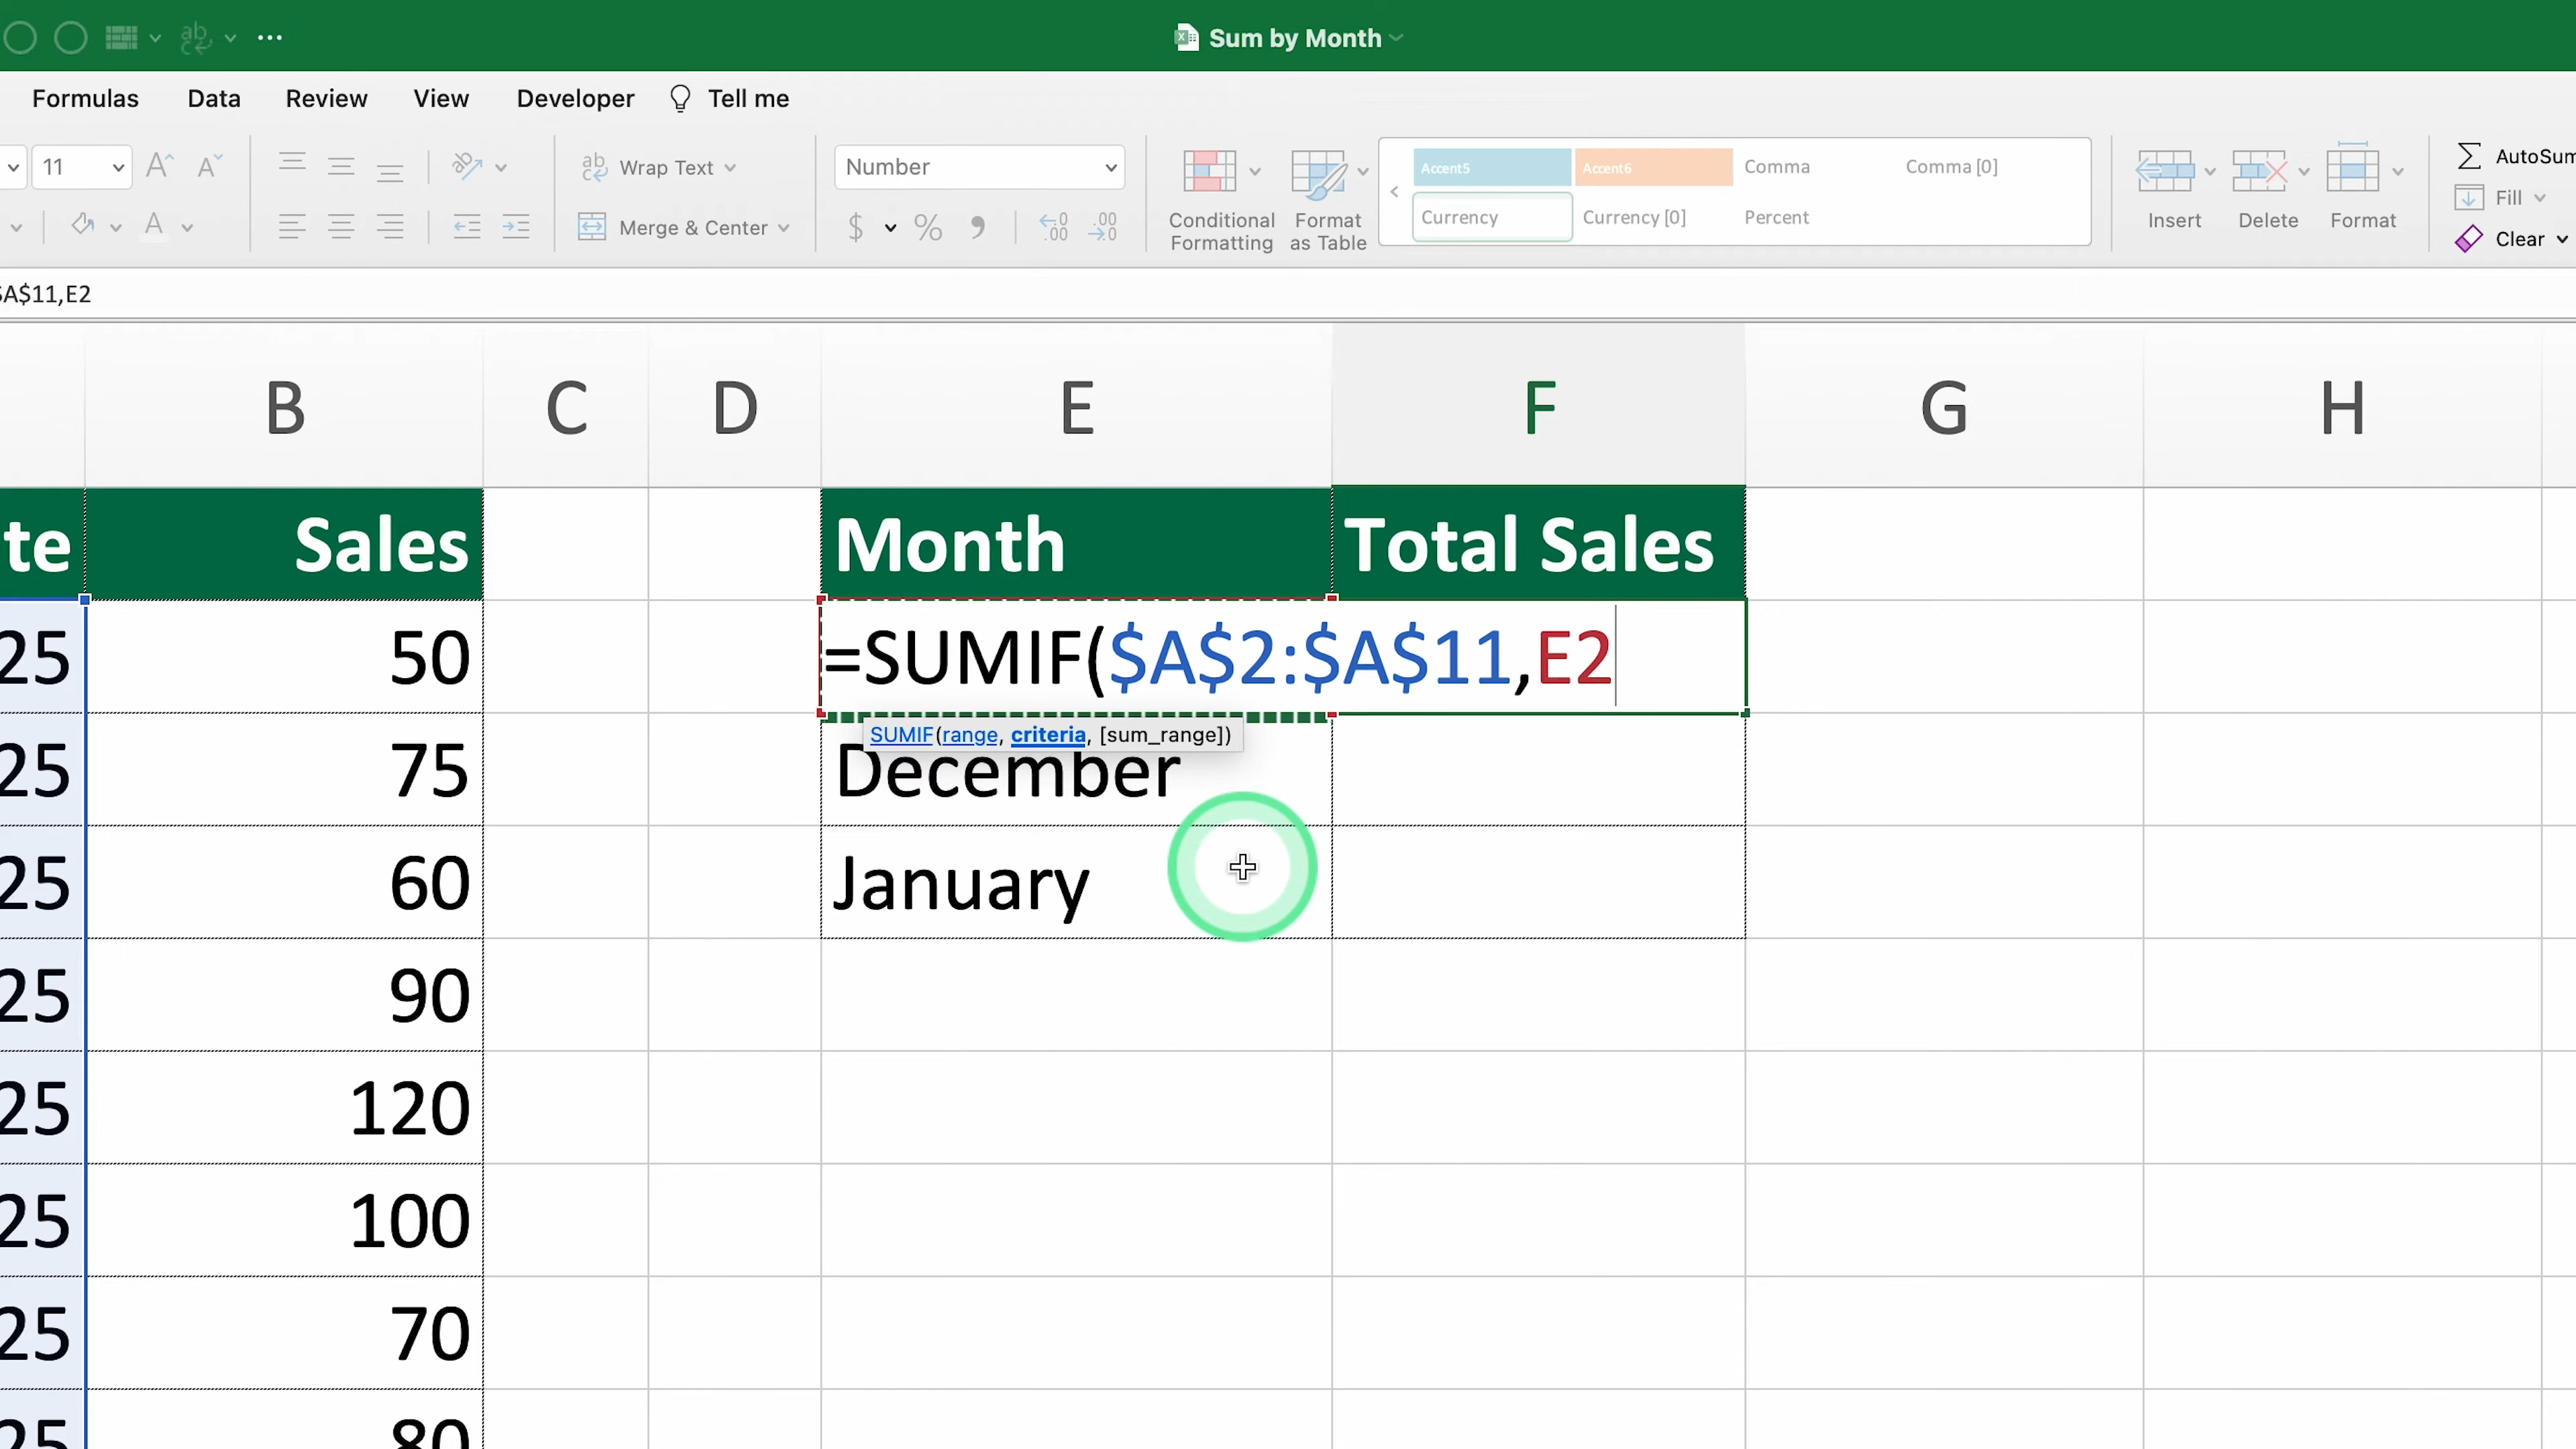 Sum by Month
Formulas Data Review View Developer Tell me
11 Wrap Text Number Accent5 Accent6 Comma Comma [0] AutoSum
Merge & Center $ % Conditional Formatting Format as Table Currency Currency [0] Percent Insert Delete Format Fill
Clear
$A$11,E2
B C D E F G H
te Sales Month Total Sales
25 50 =SUMIF($A$2:$A$11,E2
SUMIF(range, criteria, [sum_range])
25 75 December
25 60 January
25 90
25 120
25 100
25 70
25 80